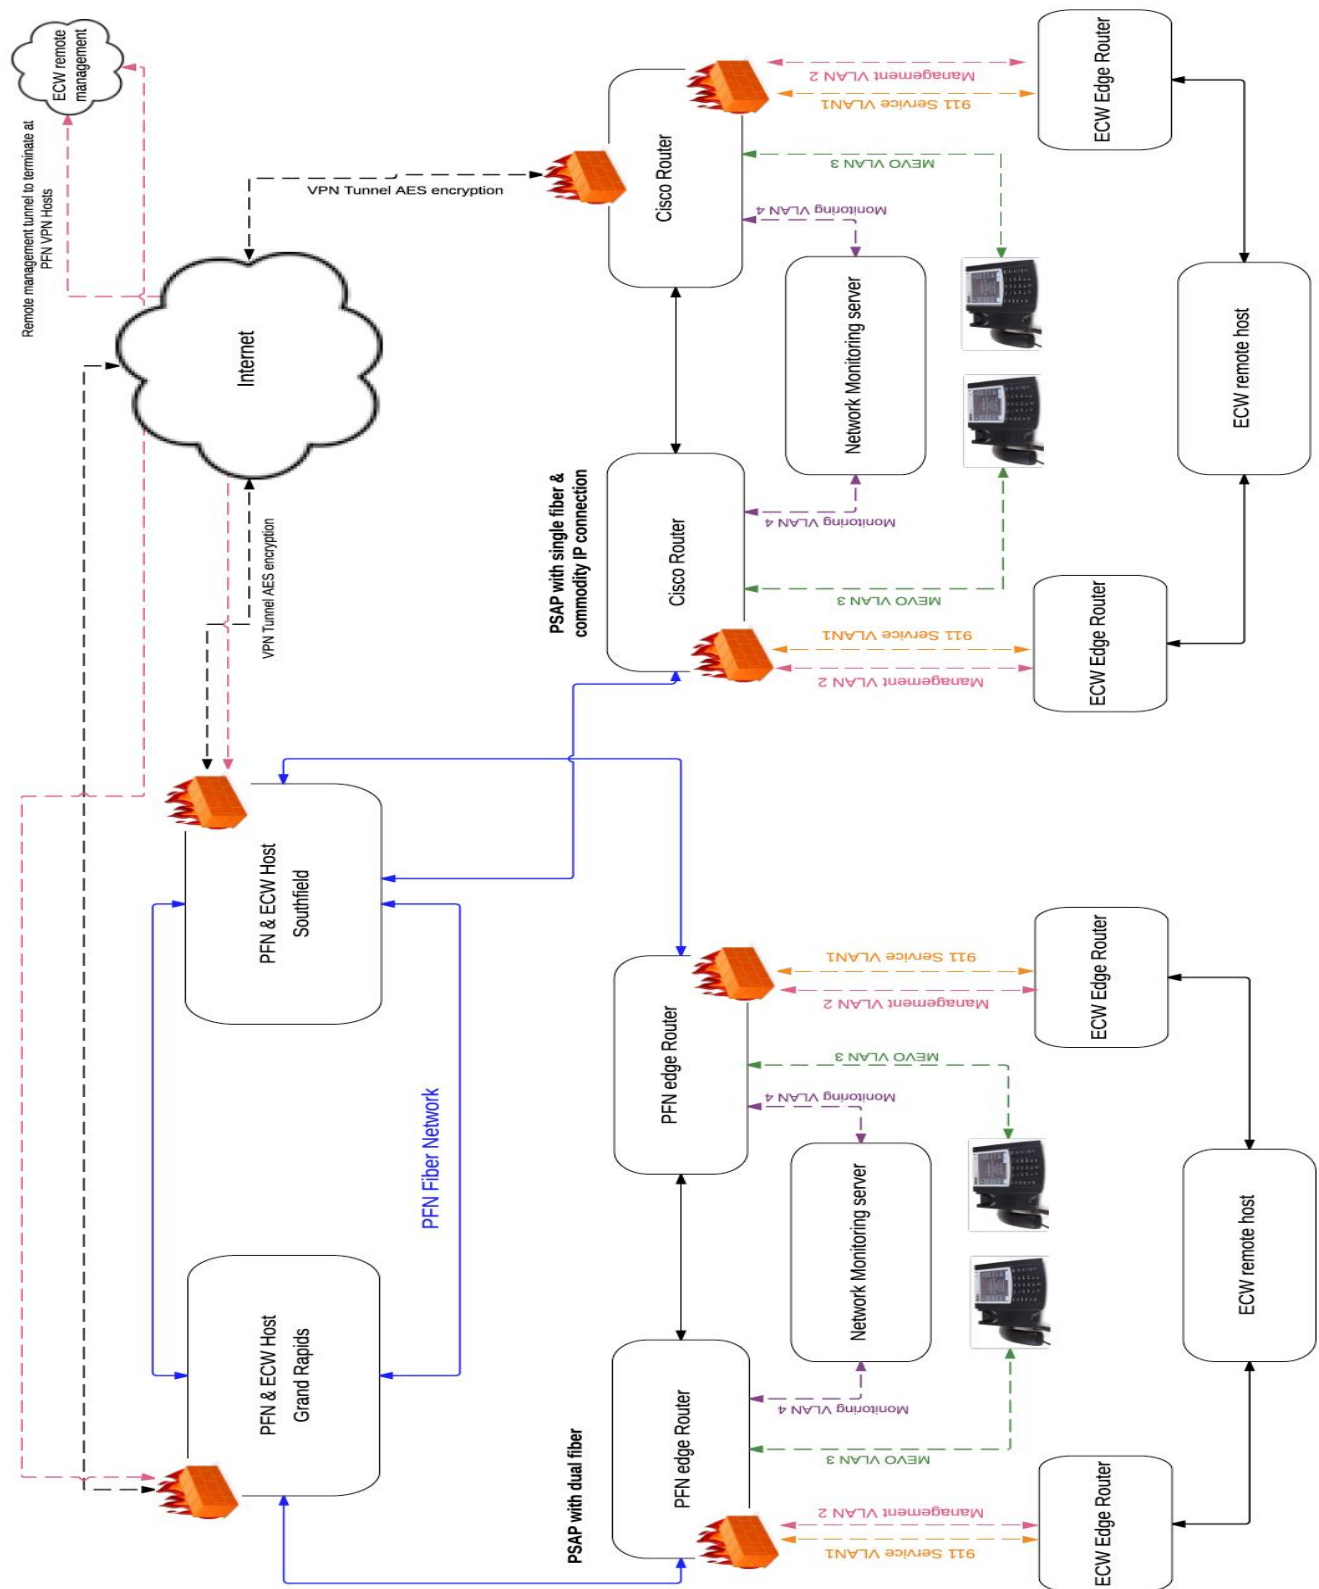 ECW remote
management
Remote management tunnel to terminate at
PFN VPN Hosts
Internet
VPN Tunnel AES encryption
VPN Tunnel AES encryption
PFN & ECW Host
Southfield
PFN & ECW Host
Grand Rapids
PFN Fiber Network
PSAP with single fiber &
commodity IP connection
Cisco Router
Cisco Router
Management VLAN 2
911 Service VLAN1
MEVO VLAN 3
Monitoring VLAN 4
Network Monitoring server
Monitoring VLAN 4
MEVO VLAN 3
911 Service VLAN1
Management VLAN 2
ECW Edge Router
ECW remote host
ECW Edge Router
PSAP with dual fiber
PFN edge Router
PFN edge Router
911 Service VLAN1
Management VLAN 2
MEVO VLAN 3
Monitoring VLAN 4
Network Monitoring server
Monitoring VLAN 4
MEVO VLAN 3
Management VLAN 2
911 Service VLAN1
ECW Edge Router
ECW remote host
ECW Edge Router